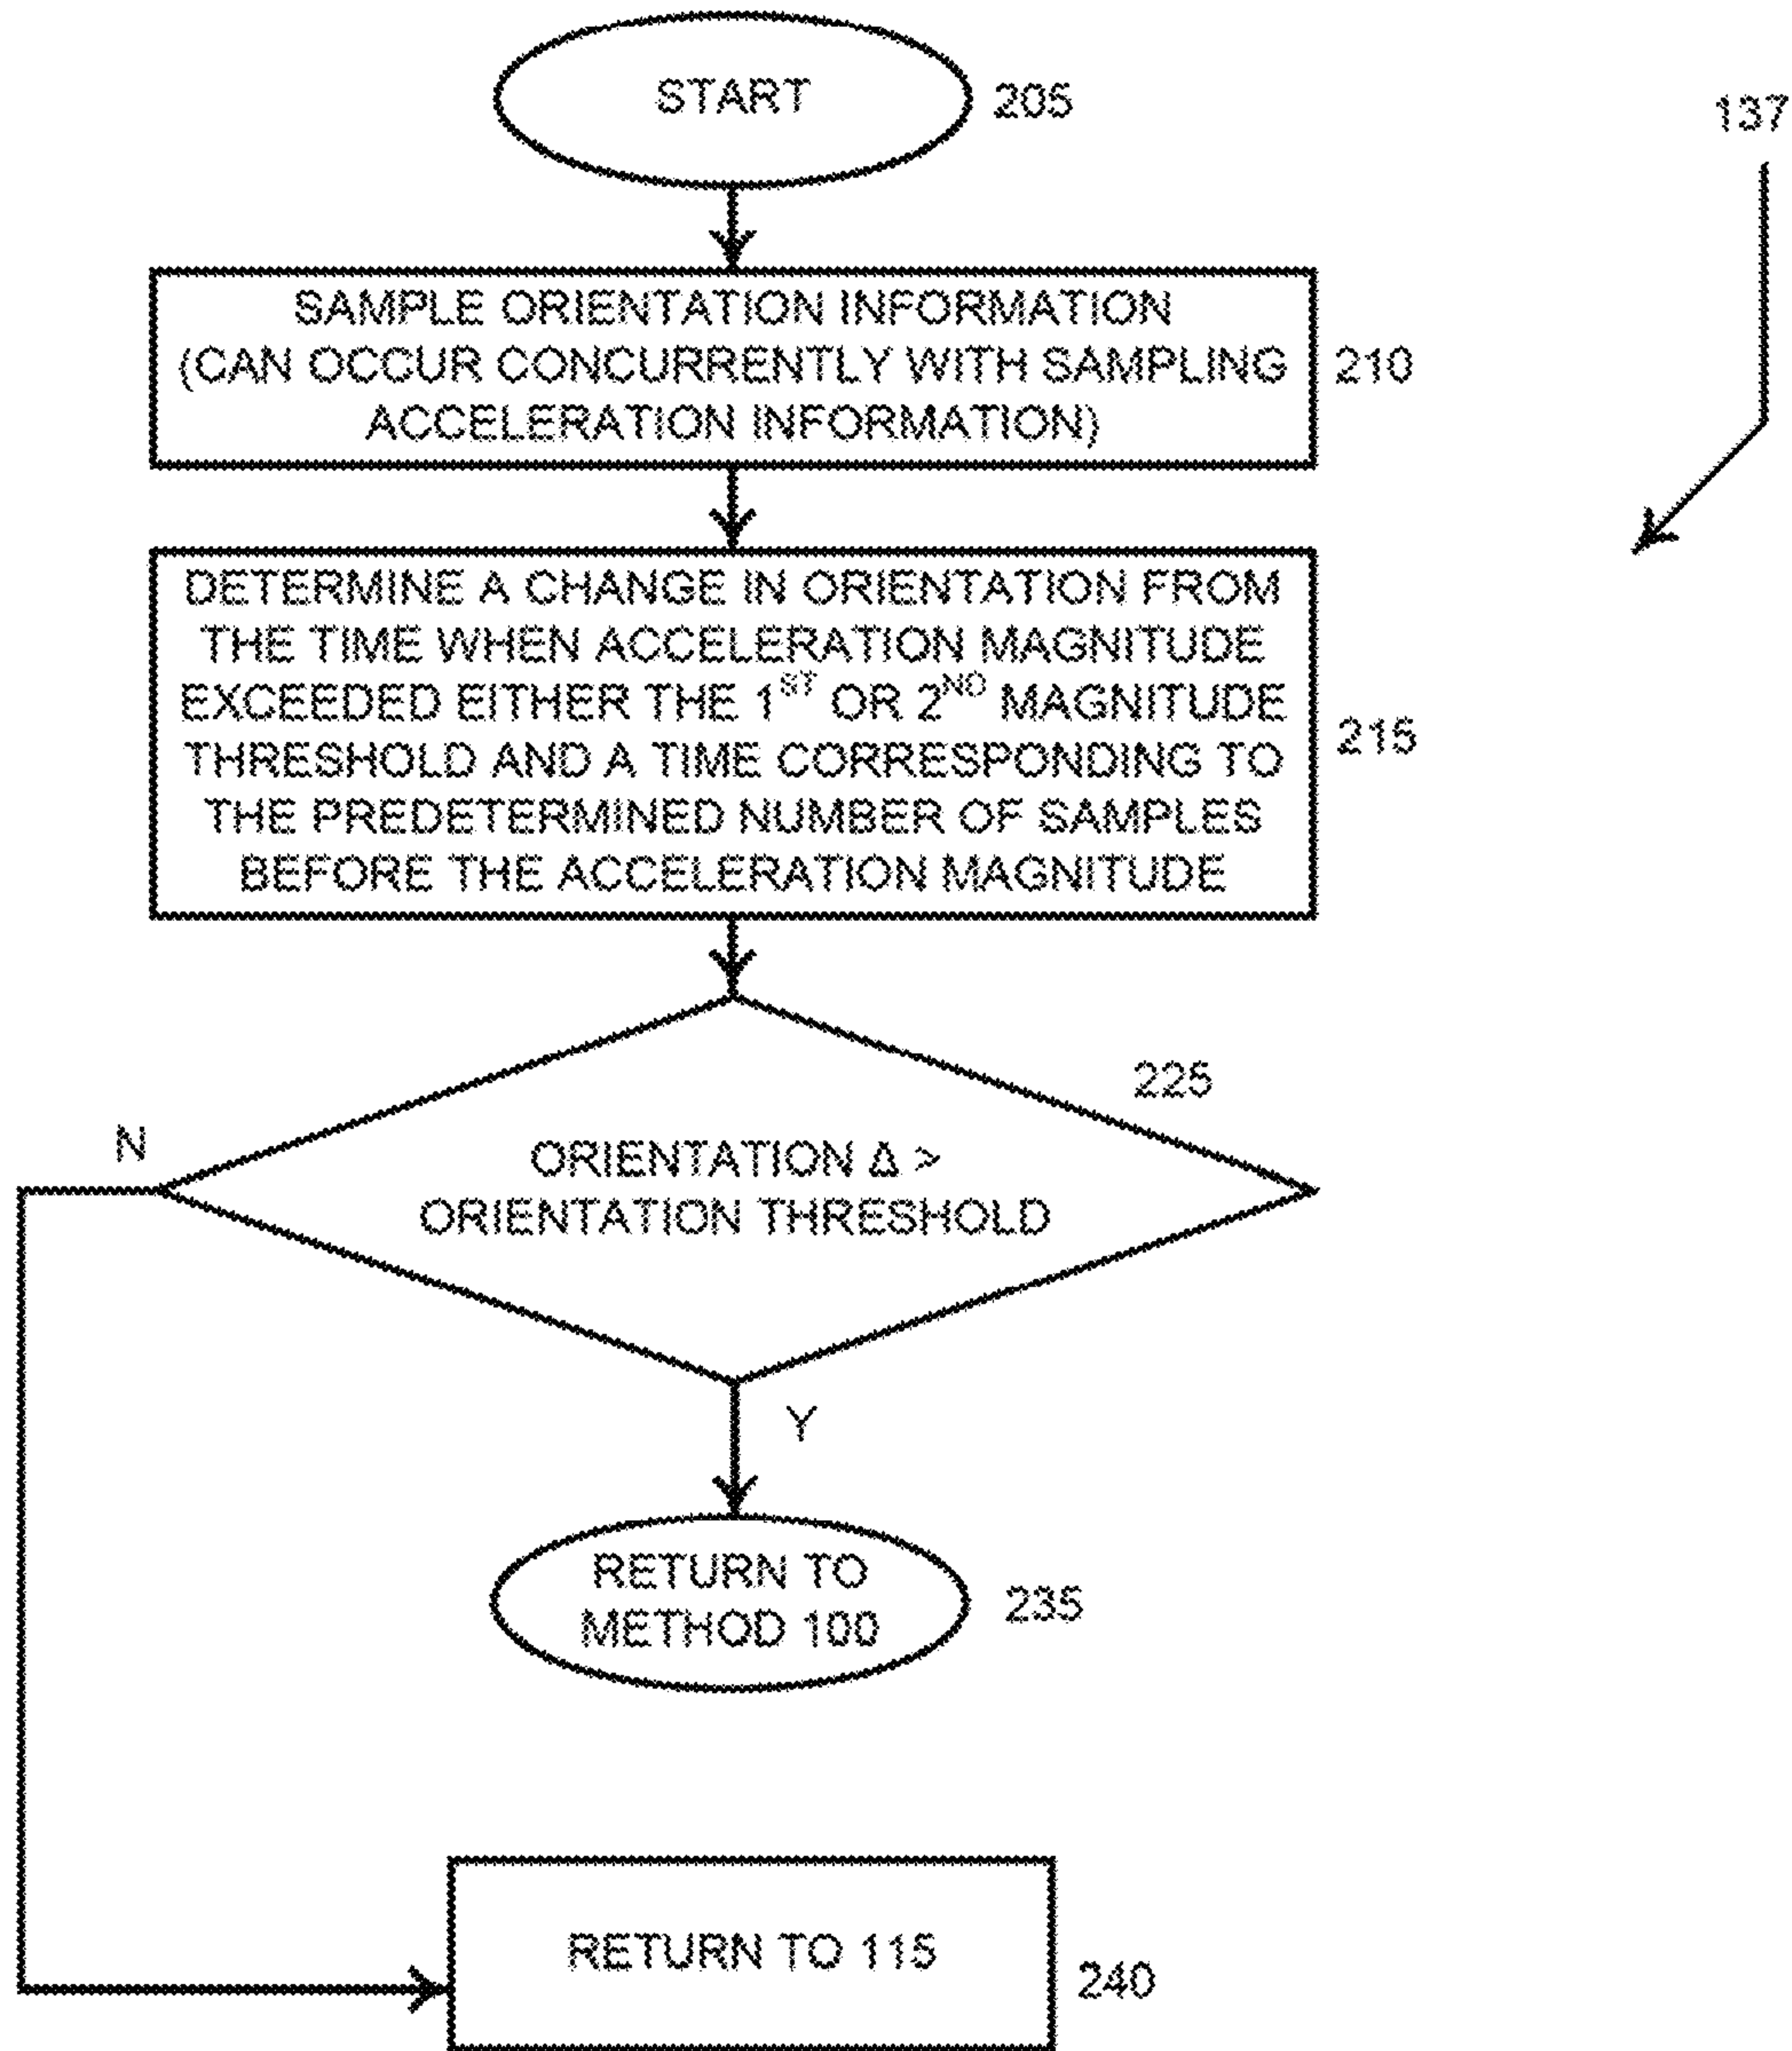 START
205
137
SAMPLE ORIENTATION INFORMATION
(CAN OCCUR CONCURRENTLY WITH SAMPLING
ACCELERATION INFORMATION)
210
DETERMINE A CHANGE IN ORIENTATION FROM
THE TIME WHEN ACCELERATION MAGNITUDE
EXCEEDED EITHER THE 1ST OR 2ND MAGNITUDE
THRESHOLD AND A TIME CORRESPONDING TO
THE PREDETERMINED NUMBER OF SAMPLES
BEFORE THE ACCELERATION MAGNITUDE
215
225
N
ORIENTATION Δ >
ORIENTATION THRESHOLD
Y
RETURN TO
METHOD 100
235
RETURN TO 115
240